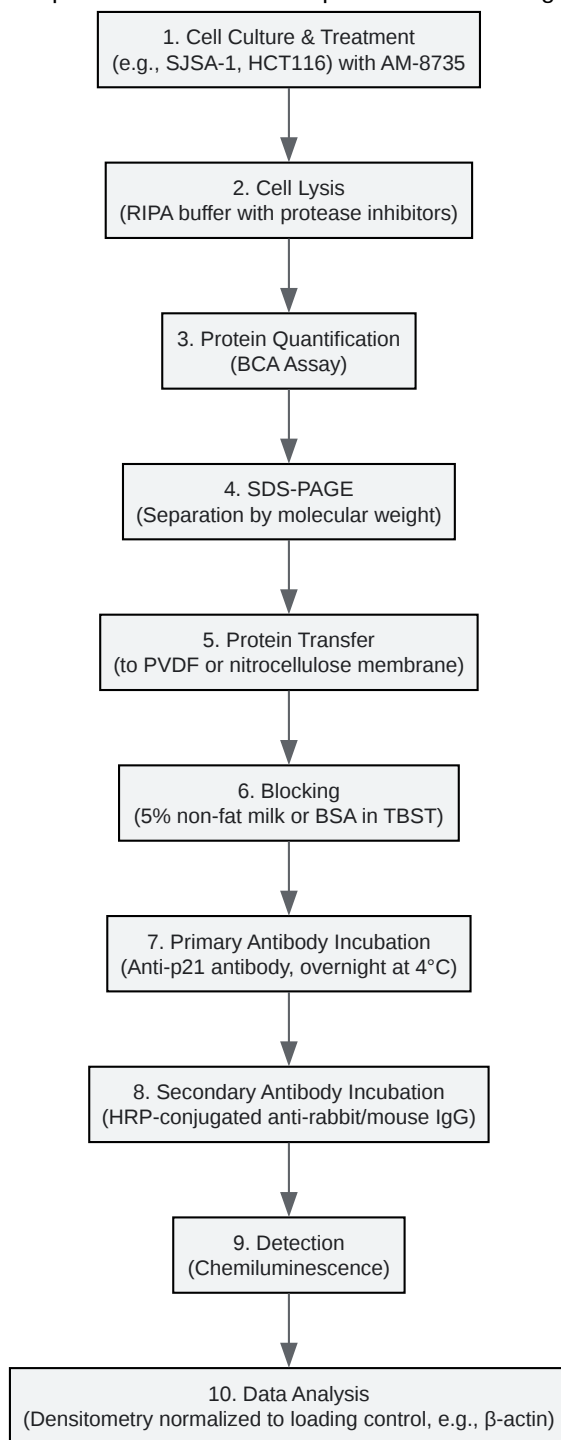 1. Cell Culture & Treatment
(e.g., SJSA-1, HCT116) with AM-8735
2. Cell Lysis
(RIPA buffer with protease inhibitors)
3. Protein Quantification
(BCA Assay)
4. SDS-PAGE
(Separation by molecular weight)
5. Protein Transfer
(to PVDF or nitrocellulose membrane)
6. Blocking
(5% non-fat milk or BSA in TBST)
7. Primary Antibody Incubation
(Anti-p21 antibody, overnight at 4°C)
8. Secondary Antibody Incubation
(HRP-conjugated anti-rabbit/mouse IgG)
9. Detection
(Chemiluminescence)
10. Data Analysis
(Densitometry normalized to loading control, e.g., β-actin)